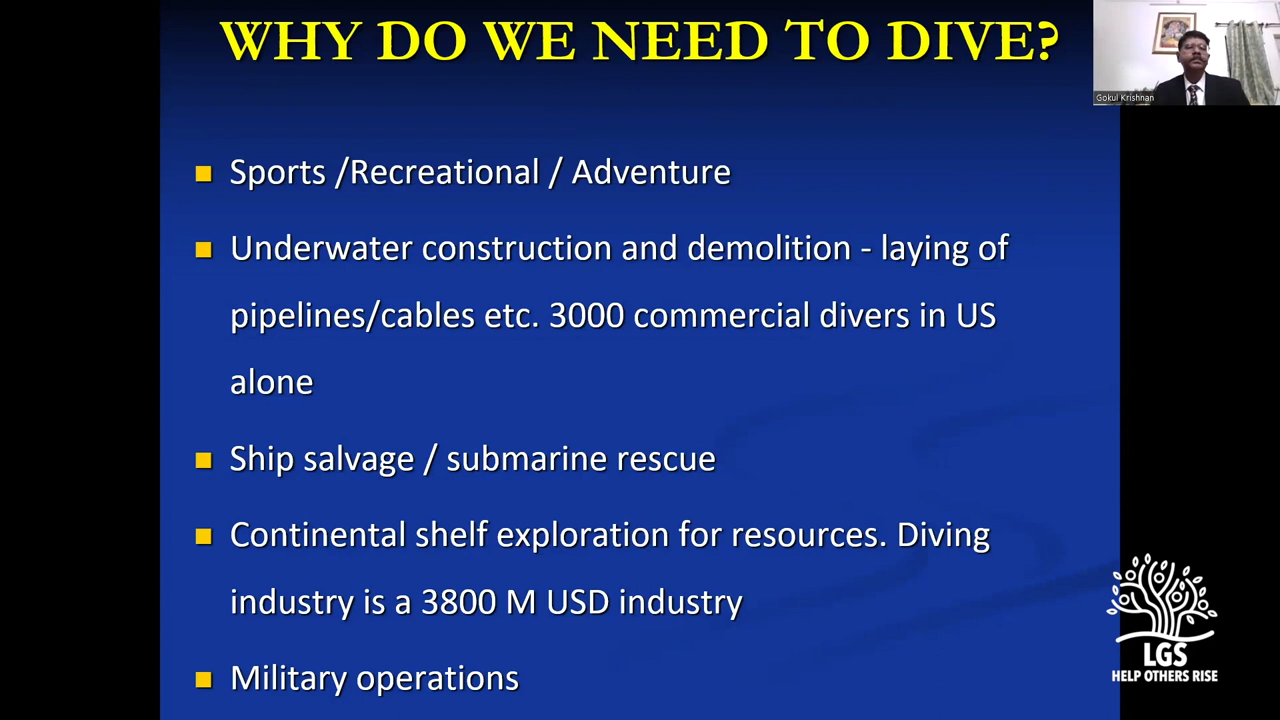 WHY DO WE NEED TO DIVE?
Gokul Krishnan
Sports /Recreational / Adventure
Underwater construction and demolition - laying of
pipelines/cables etc. 3000 commercial divers in US
alone
Ship salvage / submarine rescue
Continental shelf exploration for resources. Diving
industry is a 3800 M USD industry
Military operations
LGS
HELP OTHERS RISE